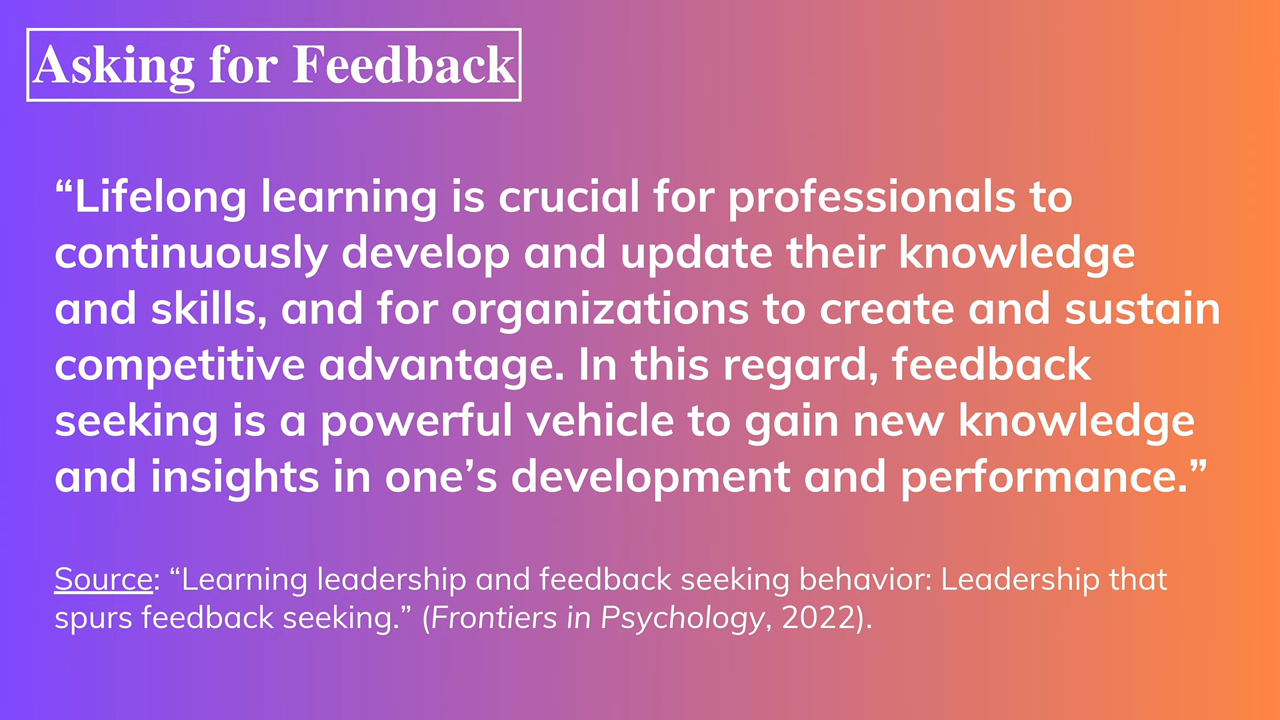 Asking for Feedback
“Lifelong learning is crucial for professionals to
continuously develop and update their knowledge
and skills, and for organizations to create and sustain
competitive advantage. In this regard, feedback
seeking is a powerful vehicle to gain new knowledge
and insights in one’s development and performance.”
Source: “Learning leadership and feedback seeking behavior: Leadership that
spurs feedback seeking.” (Frontiers in Psychology, 2022).